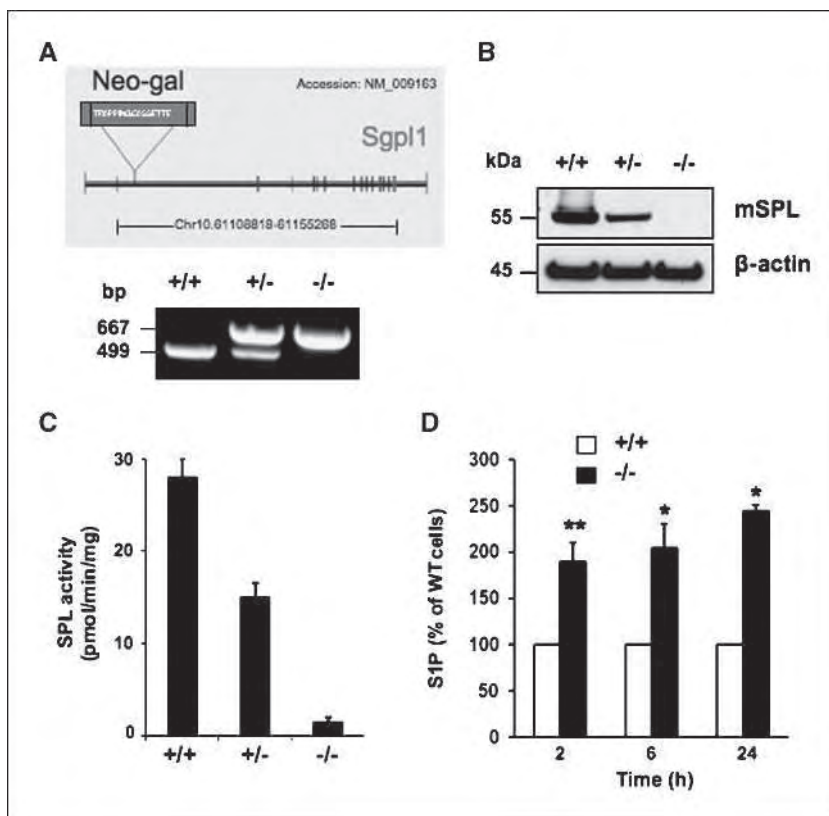 A
Neo-gal
Accession: NM_009163
Sgpl1
Chr10.61108818-61155268
bp
+/+ +/- -/-
667
499
B
kDa +/+ +/- -/-
55 mSPL
45 β-actin
C
SPL activity
(pmol/min/mg)
30
20
10
0
+/+ +/- -/-
D
+/+
-/-
S1P (% of WT cells)
300
250
200
150
100
50
0
** * *
2 6 24
Time (h)